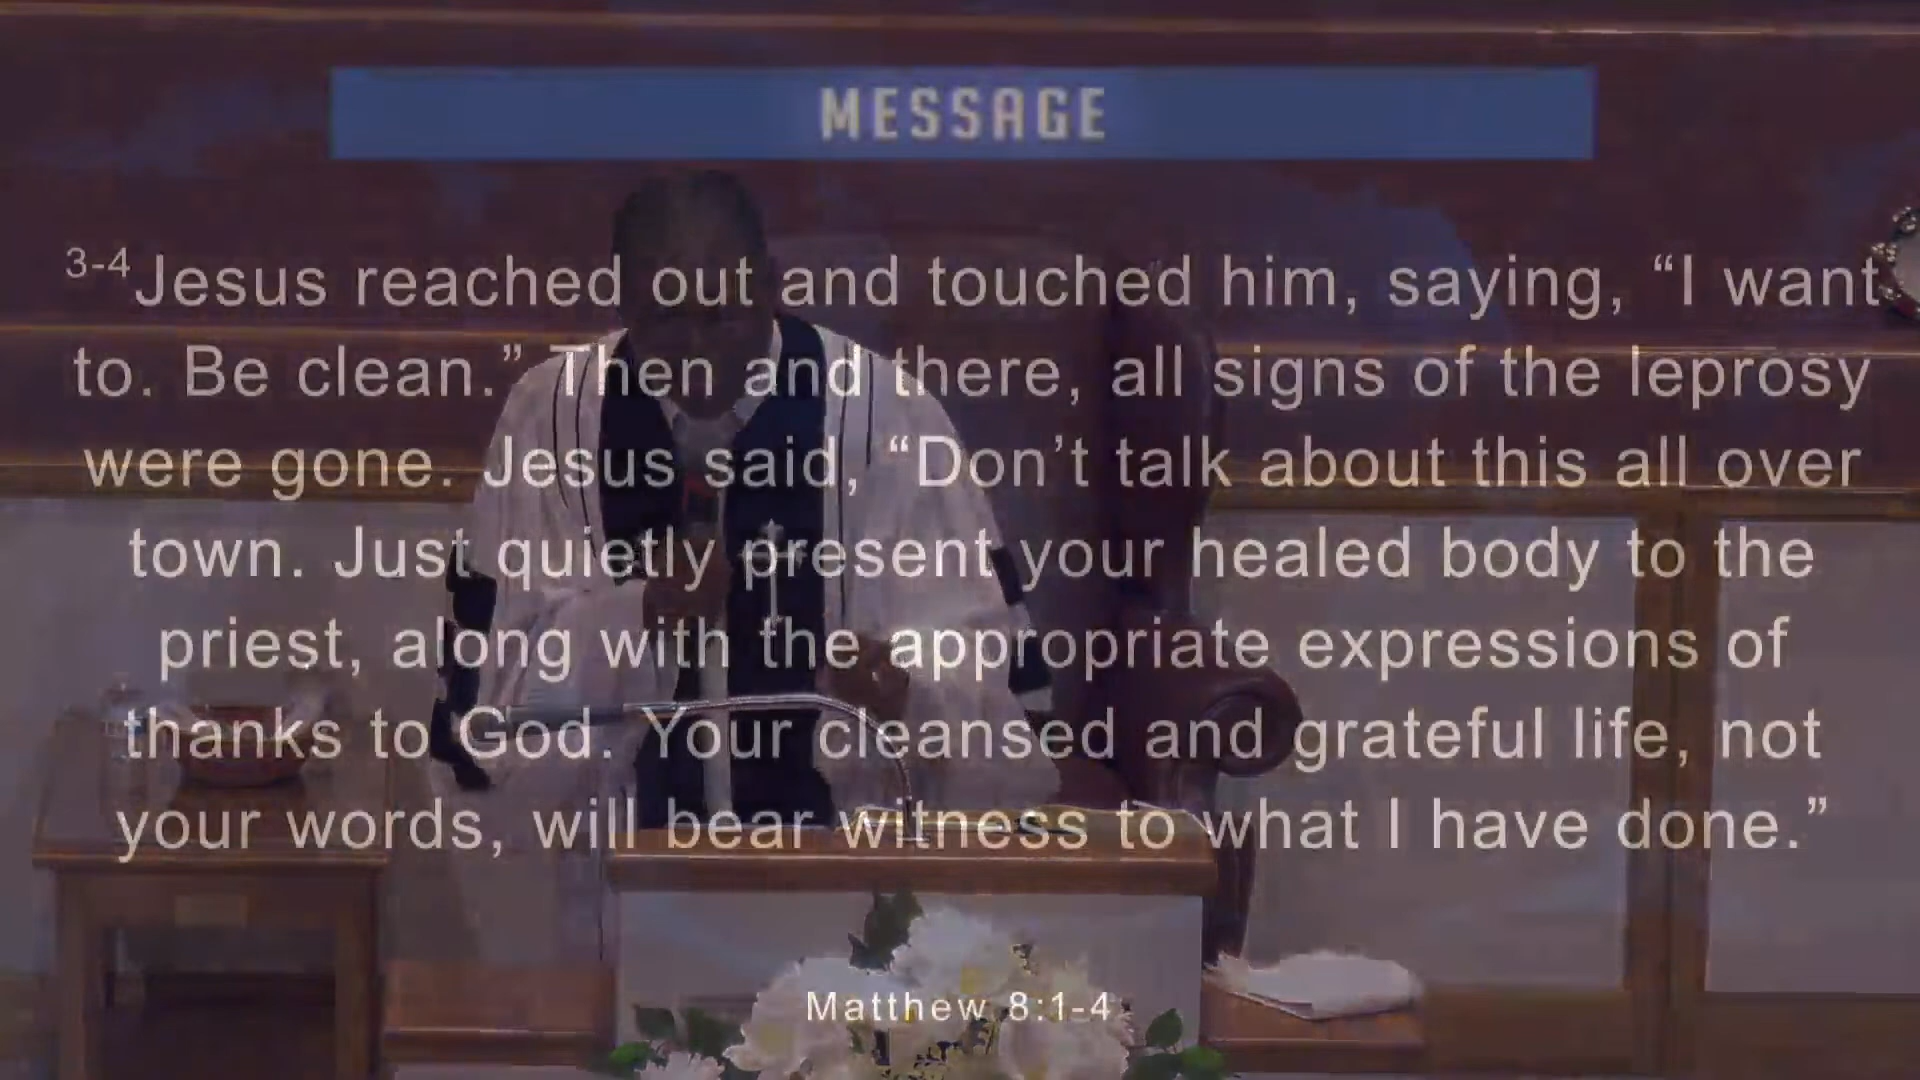 MESSAGE
3-4 Jesus reached out and touched him, saying, “I want
to. Be clean.” Then and there, all signs of the leprosy
were gone. Jesus said, “Don’t talk about this all over
town. Just quietly present your healed body to the
priest, along with the appropriate expressions of
thanks to God. Your cleansed and grateful life, not
your words, will bear witness to what I have done.”
Matthew 8:1-4